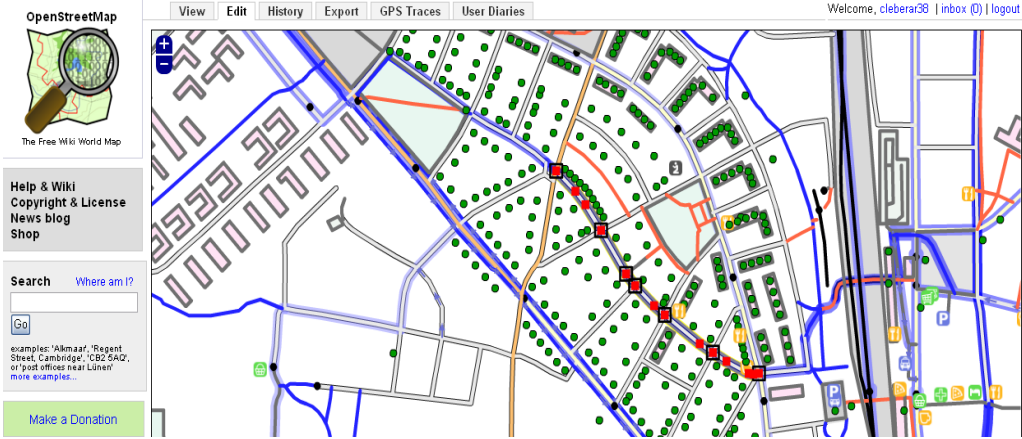 OpenStreetMap
The Free Wiki World Map
View Edit History Export GPS Traces User Diaries
Welcome, cleberar38 | inbox (0) | logout
+
−
Help & Wiki
Copyright & License
News blog
Shop
Search Where am I?
Go
examples: 'Alkmaar', 'Regent
Street, Cambridge', 'CB2 5AQ',
or 'post offices near Lünen'
more examples...
Make a Donation
P
P